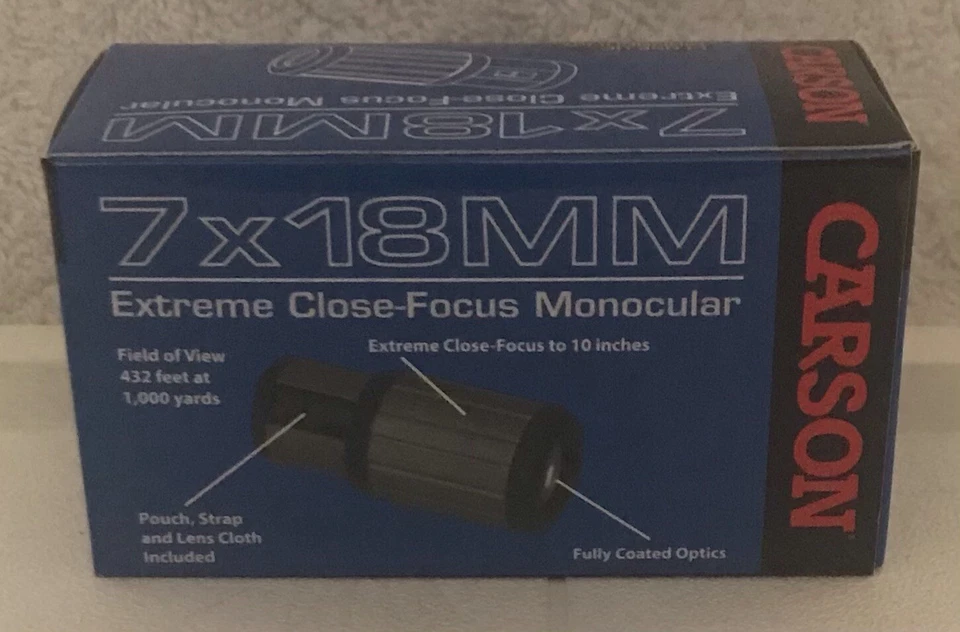 7x18MM
Extreme Close-Focus Monocular
CARSON
7x18MM
Extreme Close-Focus Monocular
Extreme Close-Focus to 10 inches
Field of View
432 feet at
1,000 yards
Pouch, Strap
and Lens Cloth
Included
Fully Coated Optics
CARSON